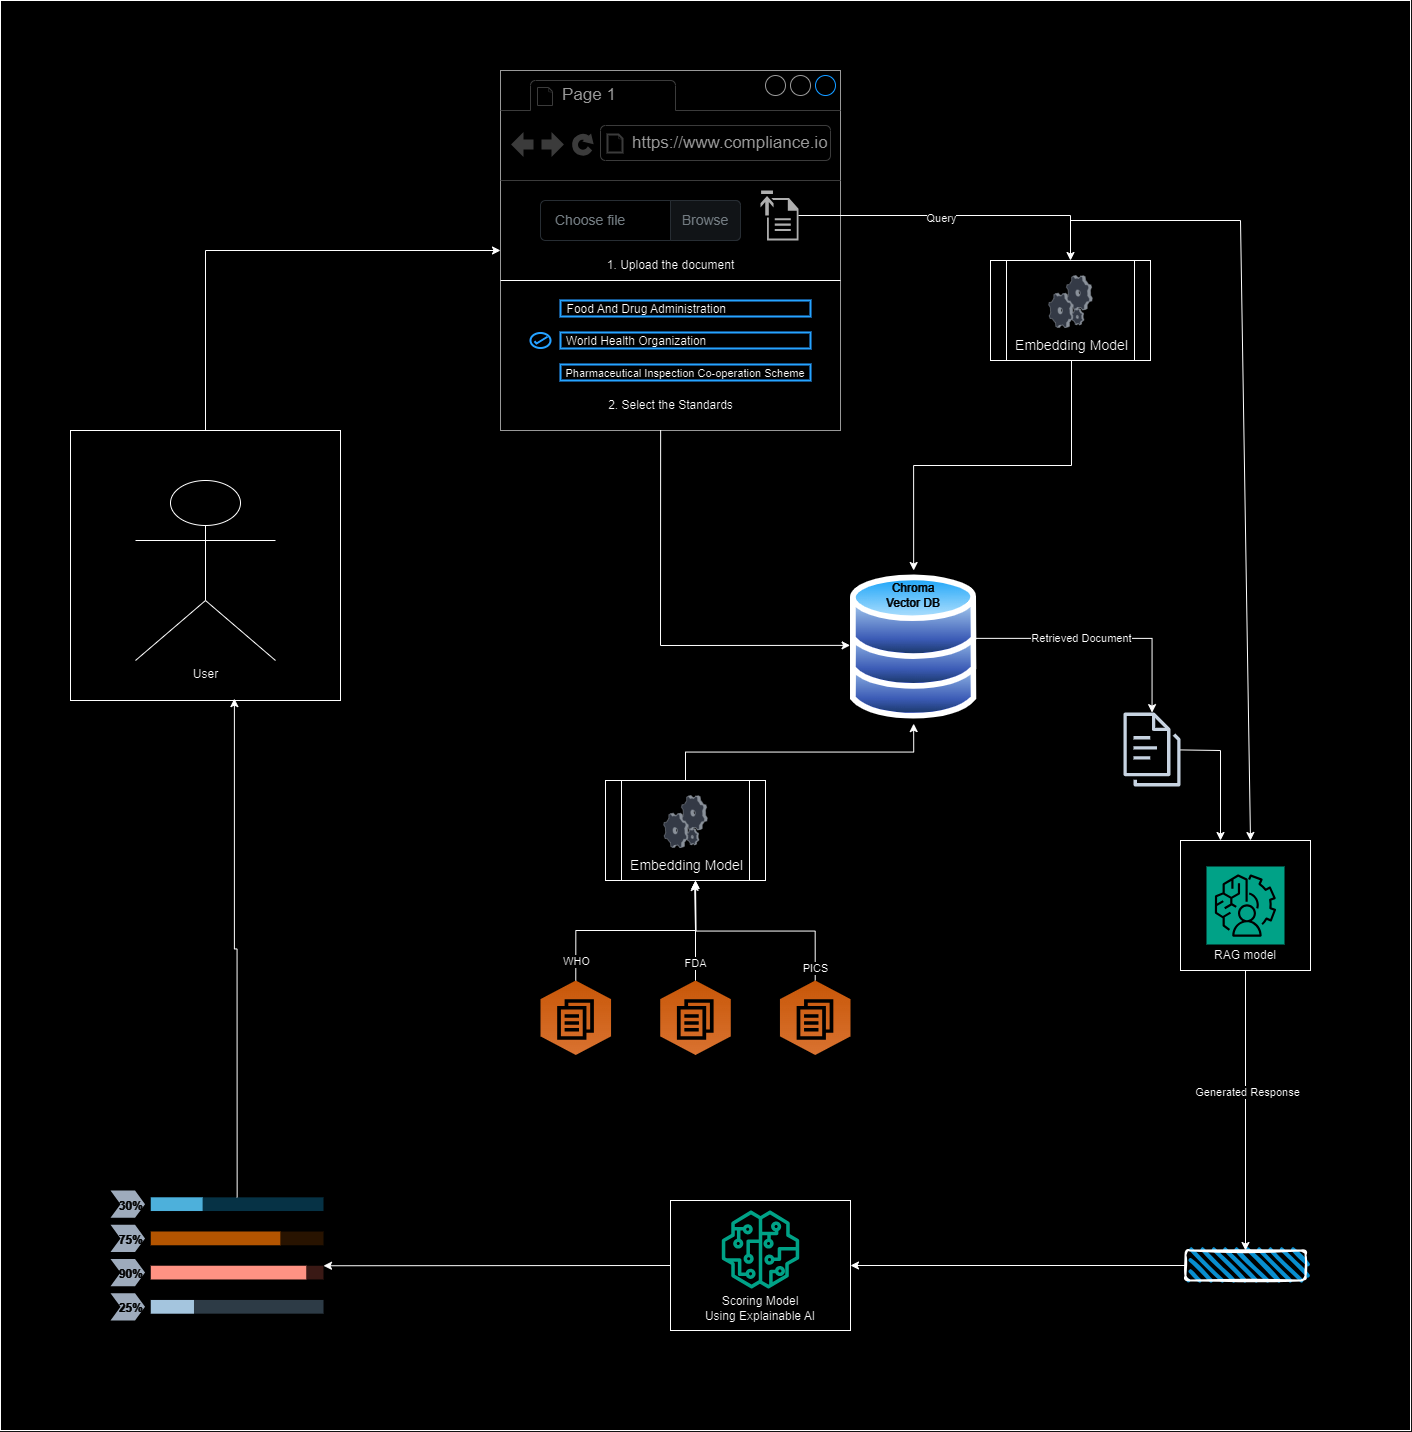 Page 1
https://www.compliance.io
Choose file
Browse
1. Upload the document
Query
Food And Drug Administration
World Health Organization
Pharmaceutical Inspection Co-operation Scheme
2. Select the Standards
Embedding Model
User
Chroma
Vector DB
Retrieved Document
Embedding Model
WHO
FDA
PICS
RAG model
Generated Response
30%
75%
90%
25%
Scoring Model
Using Explainable AI